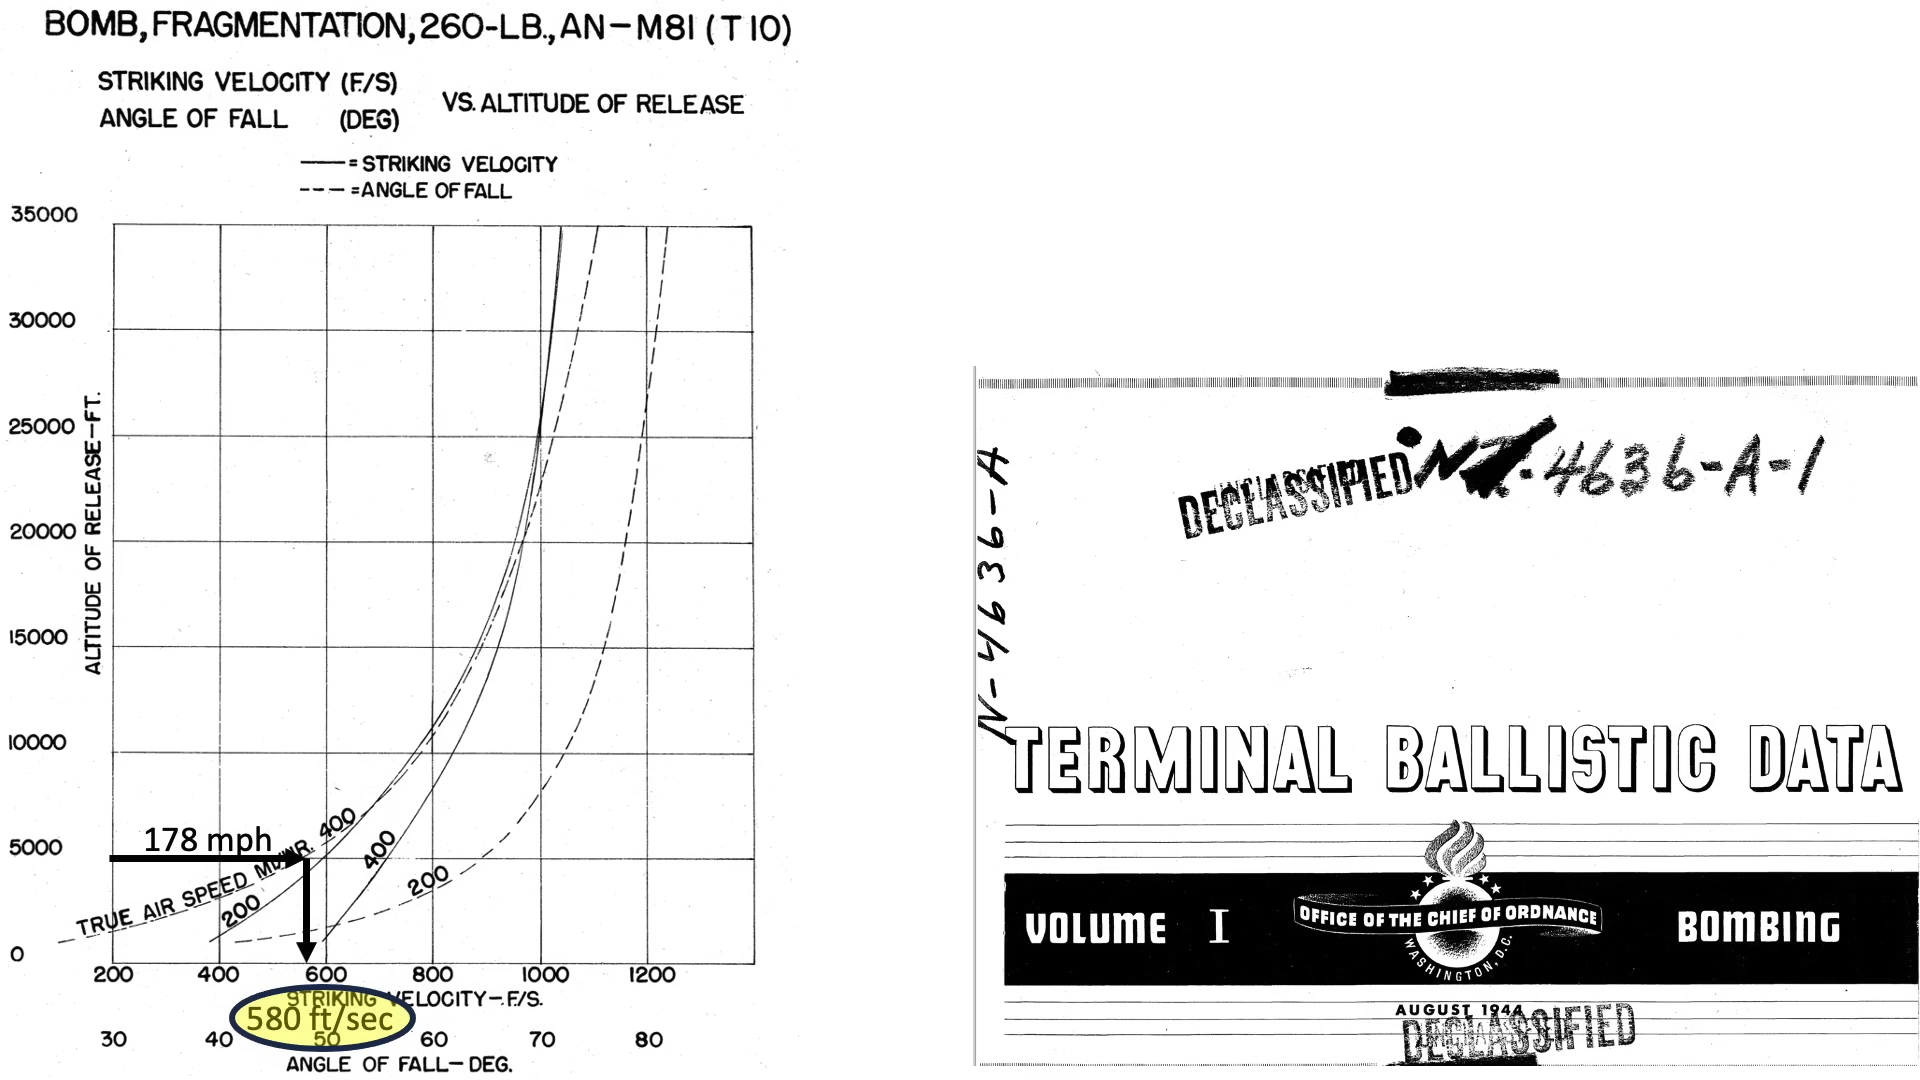 BOMB, FRAGMENTATION, 260-LB., AN-M81 (T10)
STRIKING VELOCITY (F./S)
ANGLE OF FALL (DEG)
VS. ALTITUDE OF RELEASE
= STRIKING VELOCITY
= ANGLE OF FALL
35000
30000
25000
20000
15000
10000
5000
0
ALTITUDE OF RELEASE-FT.
178 mph
TRUE AIR SPEED MI/HR. 400
200
400
200
200 400 600 800 1000 1200
STRIKING VELOCITY-F./S.
580 ft/sec
30 40 50 60 70 80
ANGLE OF FALL-DEG.
N-4636-A
DECLASSIFIED
4636-A-1
TERMINAL BALLISTIC DATA
VOLUME I
OFFICE OF THE CHIEF OF ORDNANCE
WASHINGTON, D.C.
BOMBING
AUGUST 1944
DECLASSIFIED